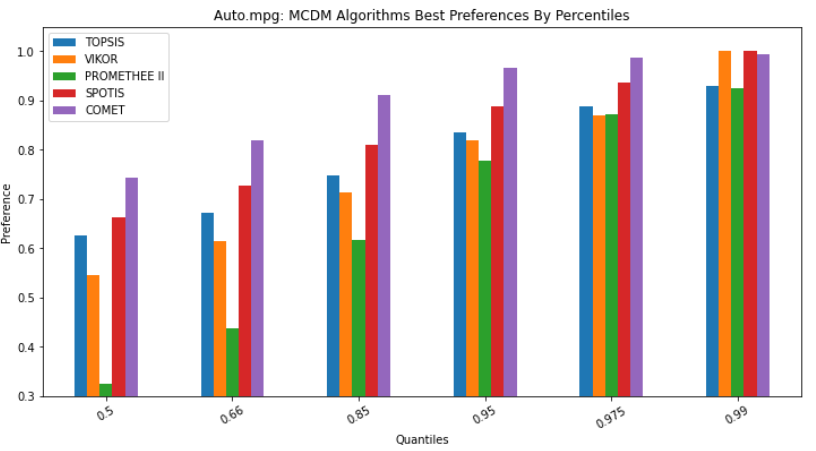 Auto.mpg: MCDM Algorithms Best Preferences By Percentiles
TOPSIS
VIKOR
PROMETHEE II
SPOTIS
COMET
1.0
0.9
0.8
0.7
0.6
0.5
0.4
0.3
Preference
0.5
0.66
0.85
0.95
0.975
0.99
Quantiles